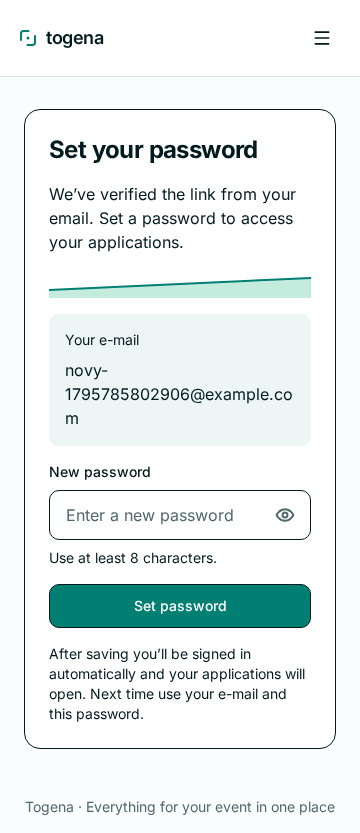 togena
Set your password
We’ve verified the link from your
email. Set a password to access
your applications.
Your e-mail
novy-
1795785802906@example.co
m
New password
Enter a new password
Use at least 8 characters.
Set password
After saving you’ll be signed in
automatically and your applications will
open. Next time use your e-mail and
this password.
Togena · Everything for your event in one place